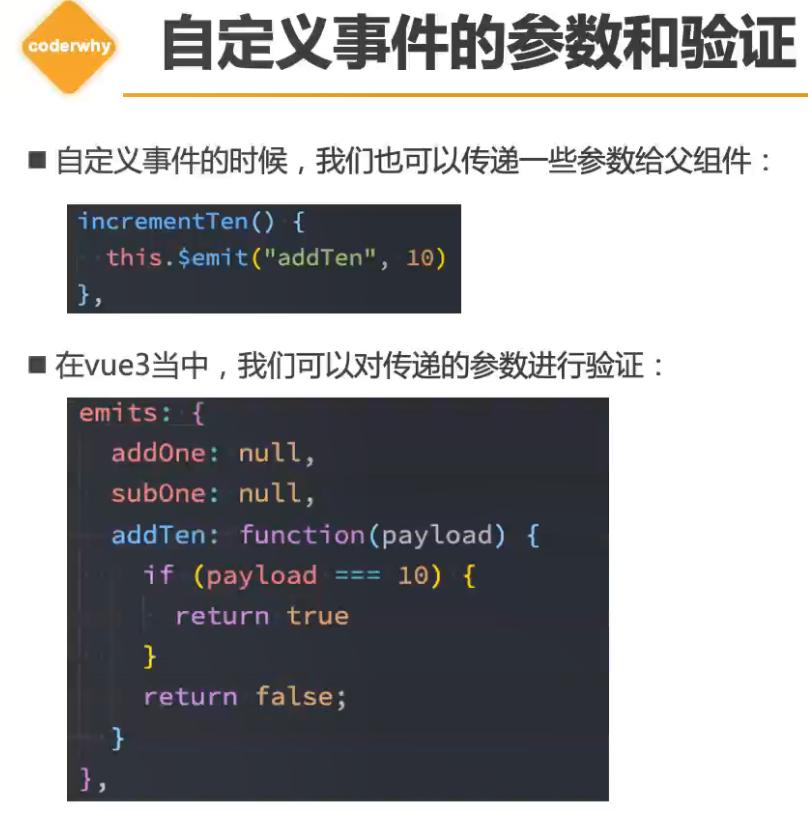 coderwhy
自定义事件的参数和验证
■ 自定义事件的时候，我们也可以传递一些参数给父组件：
incrementTen() {
  this.$emit("addTen", 10)
},
■ 在vue3当中，我们可以对传递的参数进行验证：
emits: {
  addOne: null,
  subOne: null,
  addTen: function(payload) {
    if (payload === 10) {
      return true
    }
    return false;
  }
},